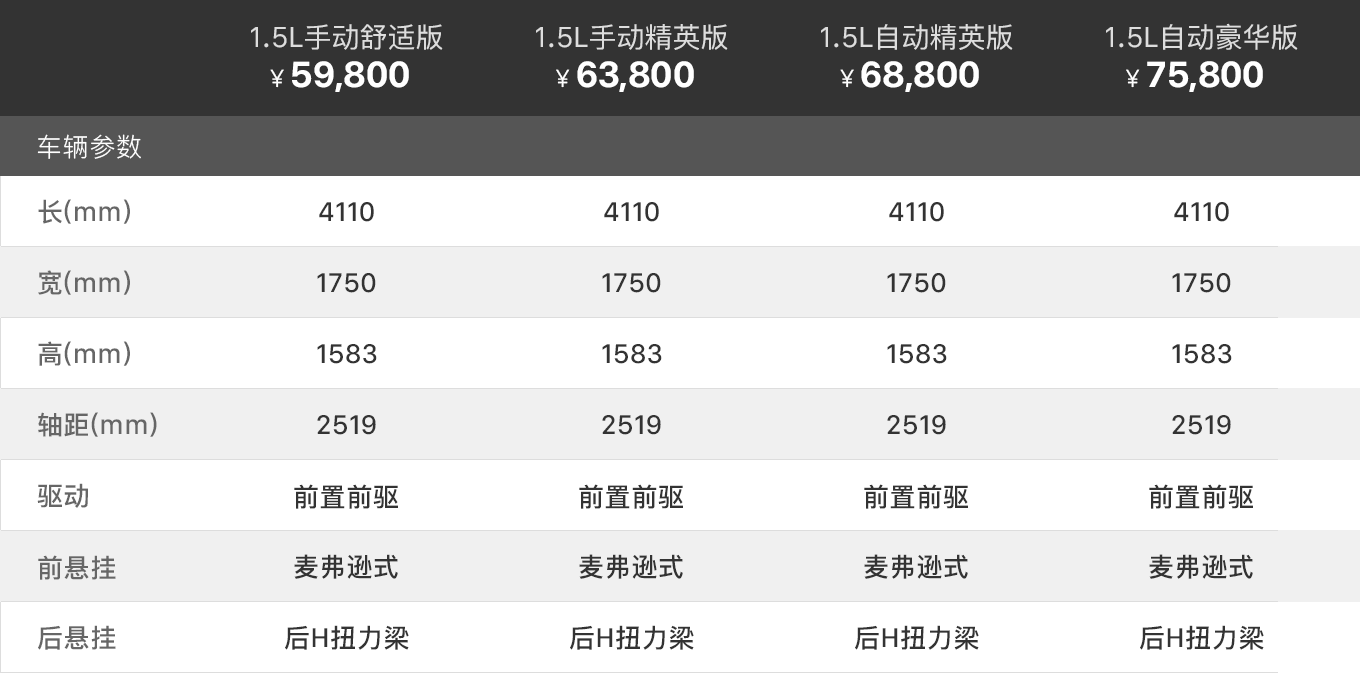 1.5L手动舒适版 1.5L手动精英版 1.5L自动精英版 1.5L自动豪华版
¥59,800 ¥63,800 ¥68,800 ¥75,800
车辆参数
长(mm) 4110 4110 4110 4110
宽(mm) 1750 1750 1750 1750
高(mm) 1583 1583 1583 1583
轴距(mm) 2519 2519 2519 2519
驱动 前置前驱 前置前驱 前置前驱 前置前驱
前悬挂 麦弗逊式 麦弗逊式 麦弗逊式 麦弗逊式
后悬挂 后H扭力梁 后H扭力梁 后H扭力梁 后H扭力梁